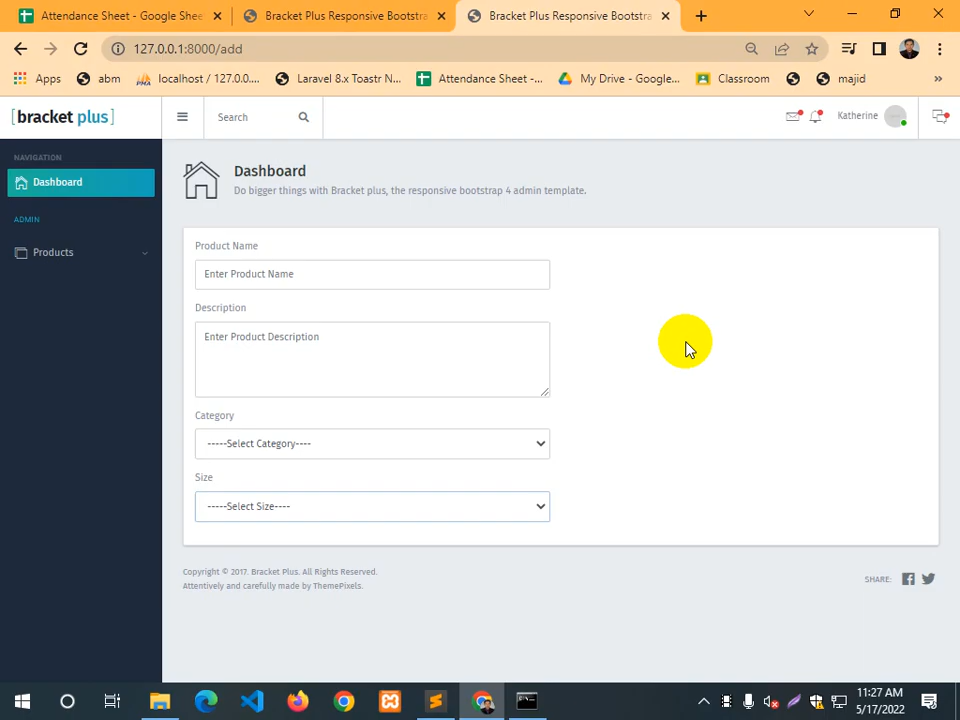 Attendance Sheet - Google Shee
Bracket Plus Responsive Bootstra
Bracket Plus Responsive Bootstra
127.0.0.1:8000/add
Apps
abm
localhost / 127.0.0....
Laravel 8.x Toastr N...
Attendance Sheet -...
My Drive - Google...
Classroom
majid
»
[bracket plus]
Search
Katherine
NAVIGATION
Dashboard
ADMIN
Products
Dashboard
Do bigger things with Bracket plus, the responsive bootstrap 4 admin template.
Product Name
Enter Product Name
Description
Enter Product Description
Category
-----Select Category----
Size
-----Select Size----
Copyright © 2017. Bracket Plus. All Rights Reserved.
Attentively and carefully made by ThemePixels.
SHARE:
11:27 AM
5/17/2022